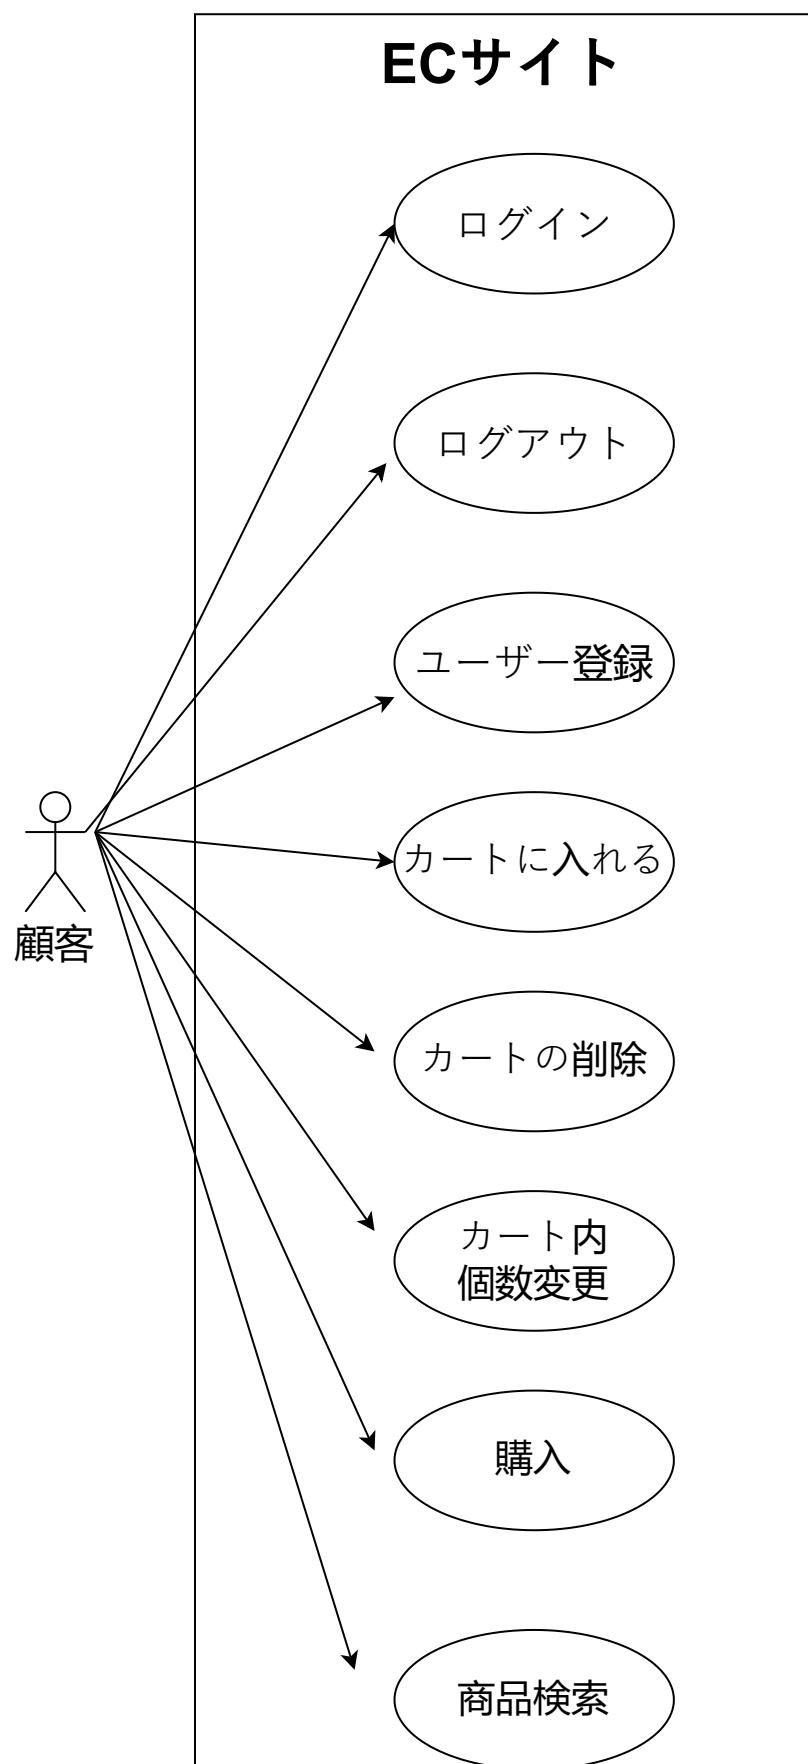 ECサイト
ログイン
ログアウト
ユーザー登録
顧客
カートに入れる
カートの削除
カート内
個数変更
購入
商品検索